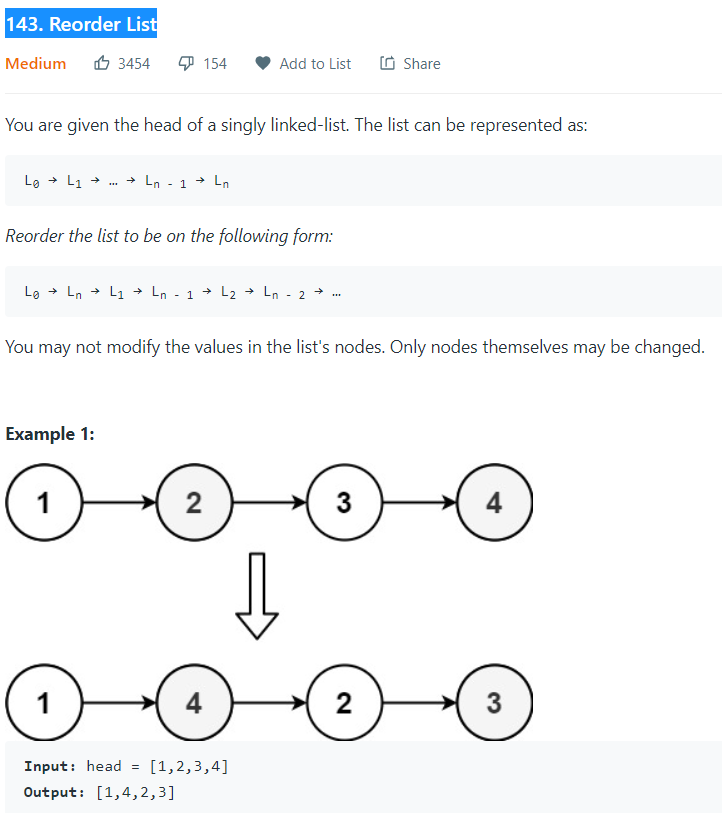 143. Reorder List
Medium 3454 154 Add to List Share
You are given the head of a singly linked-list. The list can be represented as:
L0 → L1 → … → Ln - 1 → Ln
Reorder the list to be on the following form:
L0 → Ln → L1 → Ln - 1 → L2 → Ln - 2 → …
You may not modify the values in the list's nodes. Only nodes themselves may be changed.
Example 1:
1 2 3 4
1 4 2 3
Input: head = [1,2,3,4]
Output: [1,4,2,3]